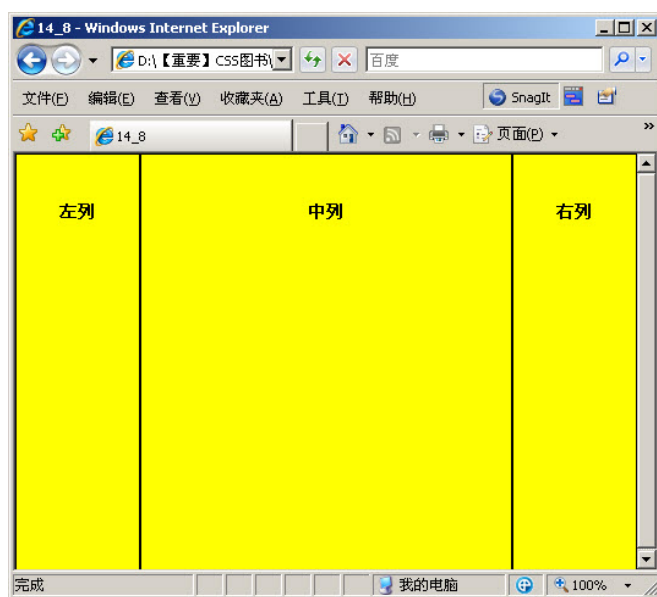 14_8 - Windows Internet Explorer
D:\【重要】CSS图书\
百度
文件(F) 编辑(E) 查看(V) 收藏夹(A) 工具(T) 帮助(H) SnagIt
14_8 页面(P) »
左列 中列 右列
完成 我的电脑 100%